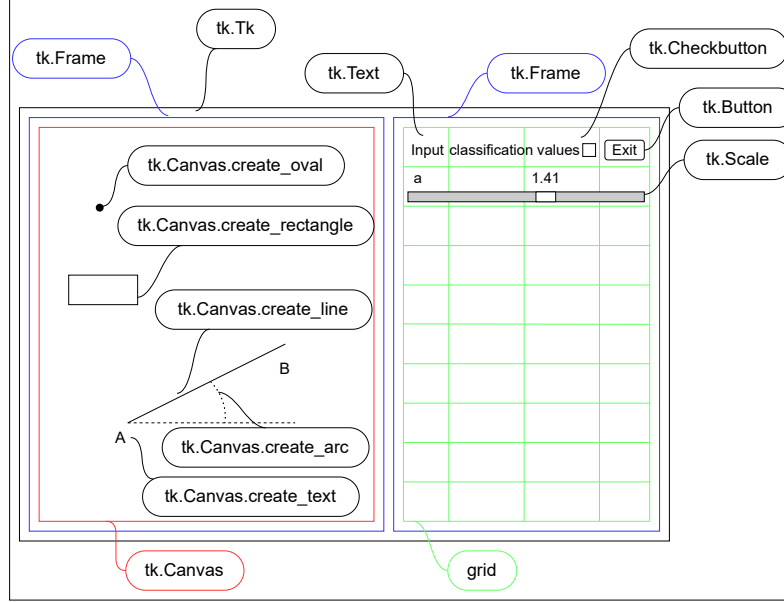 tk.Tk
tk.Frame
tk.Text
tk.Frame
tk.Checkbutton
tk.Button
tk.Scale
tk.Canvas.create_oval
tk.Canvas.create_rectangle
tk.Canvas.create_line
B
A
tk.Canvas.create_arc
tk.Canvas.create_text
Input classification values
Exit
a
1.41
tk.Canvas
grid